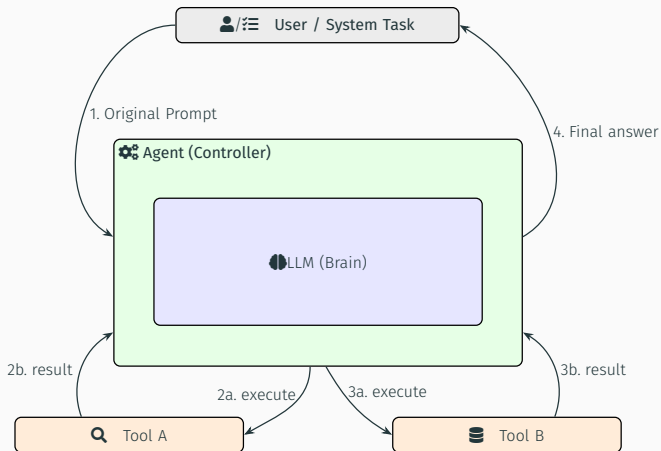 / User / System Task
1. Original Prompt
4. Final answer
Agent (Controller)
LLM (Brain)
2b. result
3b. result
2a. execute
3a. execute
Tool A
Tool B